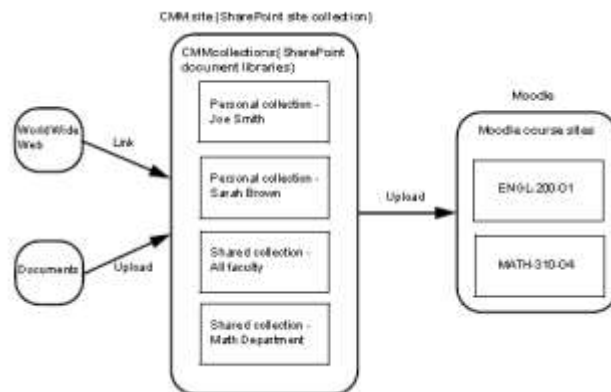 CMM site (SharePoint site collection)
CMM collections( SharePoint
document libraries)
Personal collection -
Joe Smith
Personal collection -
Sarah Brown
Shared collection -
All faculty
Shared collection -
Math Department
World Wide
Web
Link
Documents
Upload
Upload
Moodle
Moodle course sites
ENGL-200-01
MATH-310-04